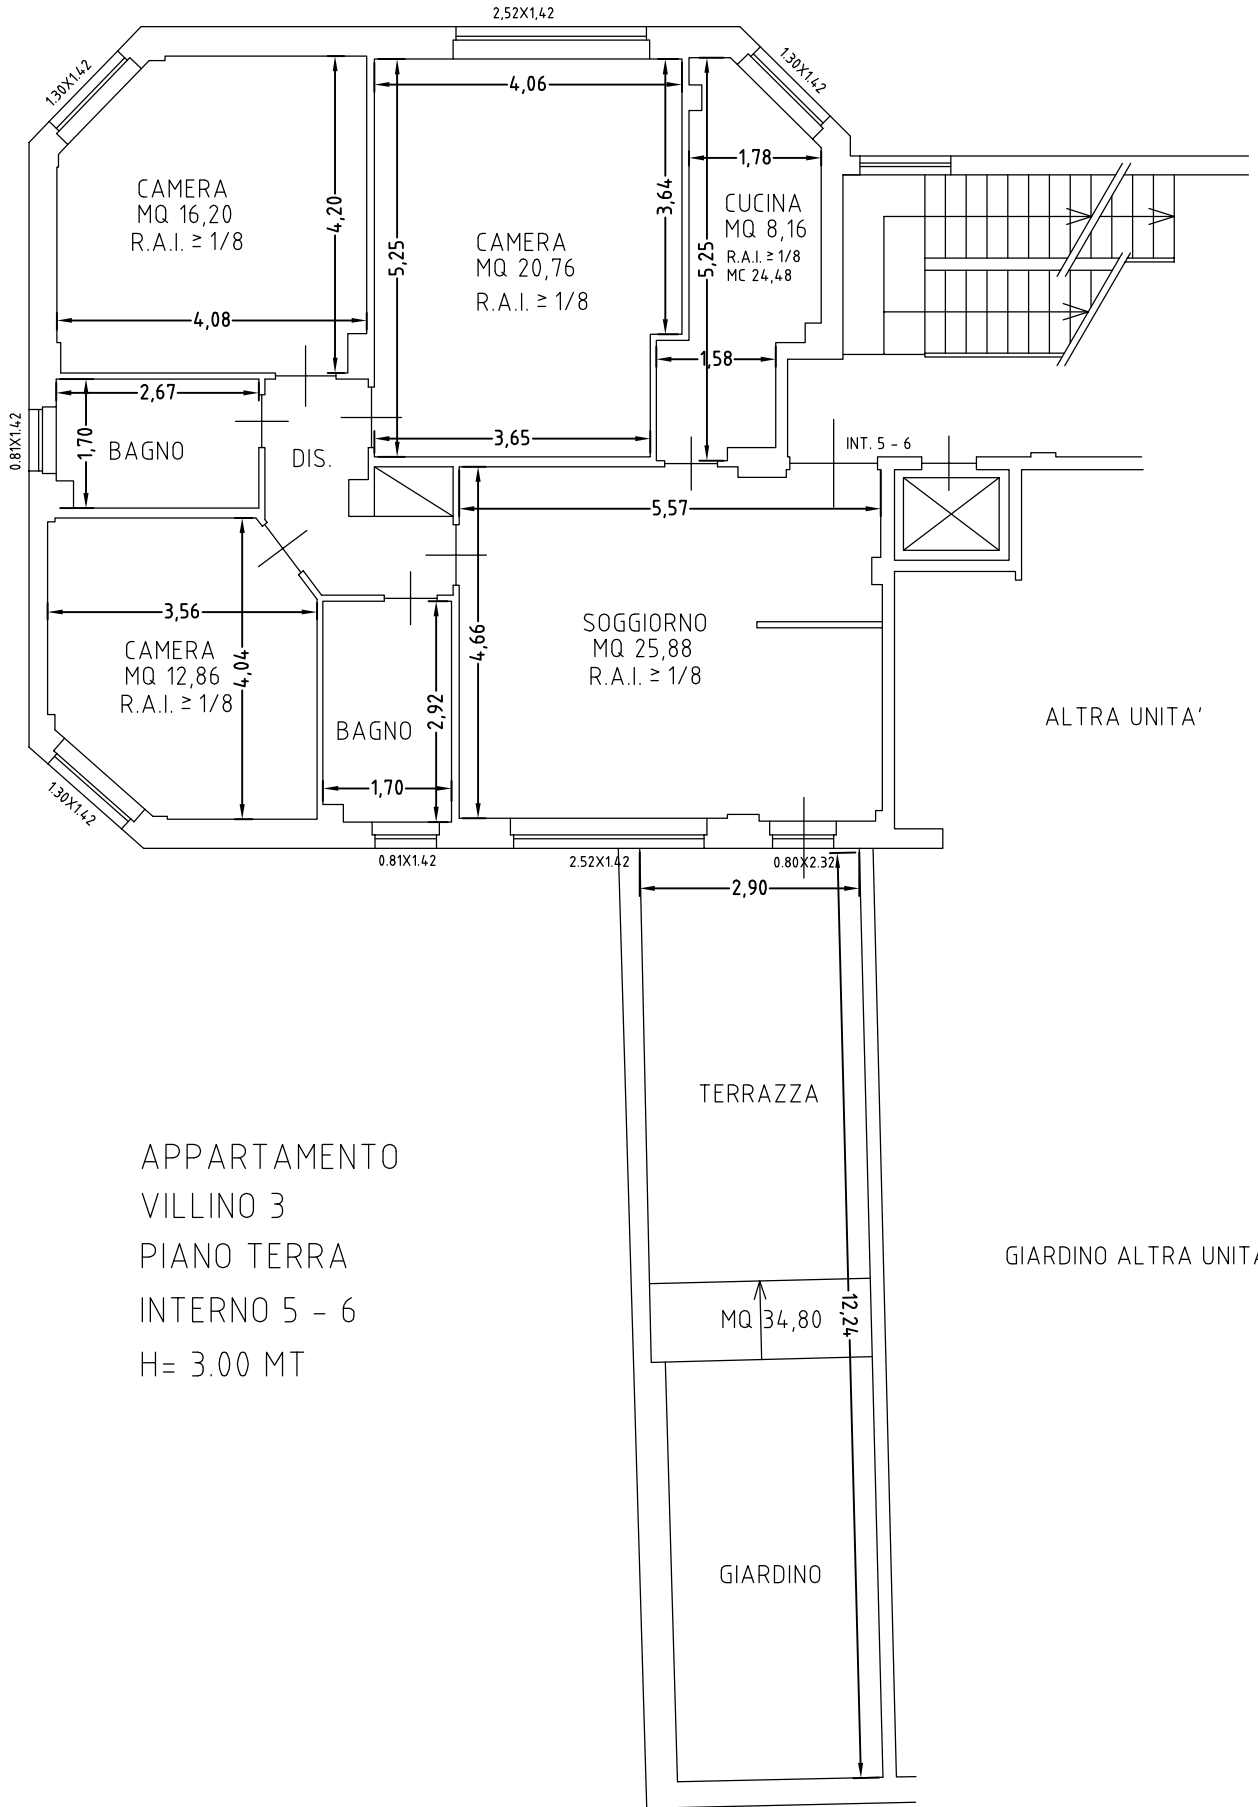 2,52X1,42
1.30X1.42
1.30X1.42
4,06
1,78
CAMERA
MQ 16,20
R.A.I. ≥ 1/8
4,20
5,25
3,64
CUCINA
MQ 8,16
R.A.I. ≥ 1/8
MC 24,48
5,25
CAMERA
MQ 20,76
R.A.I. ≥ 1/8
4,08
1,58
2,67
0.81X1.42
1,70
BAGNO
DIS.
3,65
INT. 5 - 6
5,57
3,56
CAMERA
MQ 12,86
R.A.I. ≥ 1/8
4,04
4,66
SOGGIORNO
MQ 25,88
R.A.I. ≥ 1/8
2,92
BAGNO
1,70
ALTRA UNITA'
1.30X1.42
0.81X1.42
2.52X1.42
0.80X2.32
2,90
TERRAZZA
APPARTAMENTO
VILLINO 3
PIANO TERRA
INTERNO 5 - 6
H= 3.00 MT
GIARDINO ALTRA UNITA
MQ 34,80
12,24
GIARDINO